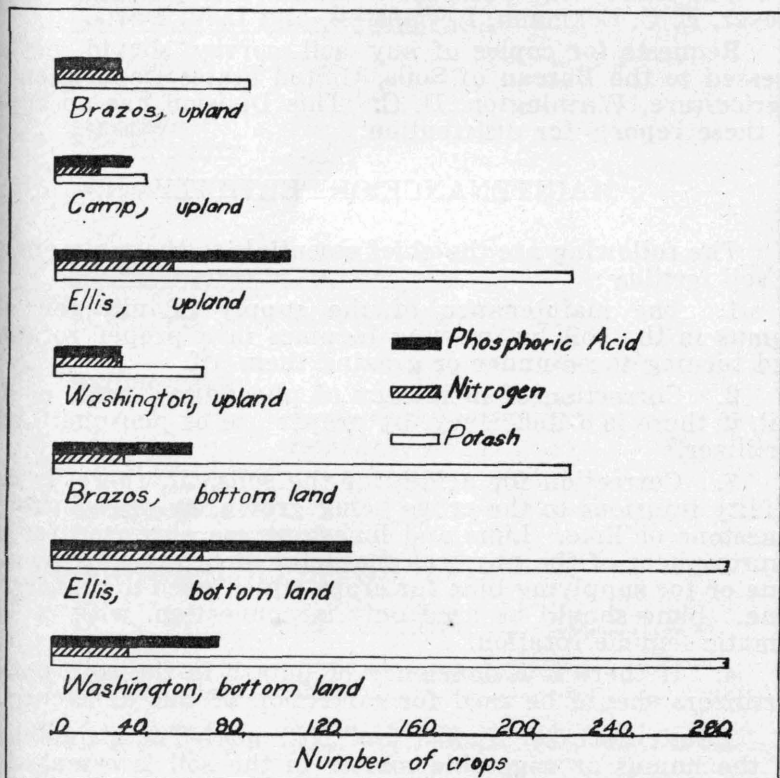 Brazos, upland
Camp, upland
Ellis, upland
Phosphoric Acid
Nitrogen
Potash
Washington, upland
Brazos, bottom land
Ellis, bottom land
Washington, bottom land
0 40 80 120 160 200 240 280
Number of crops